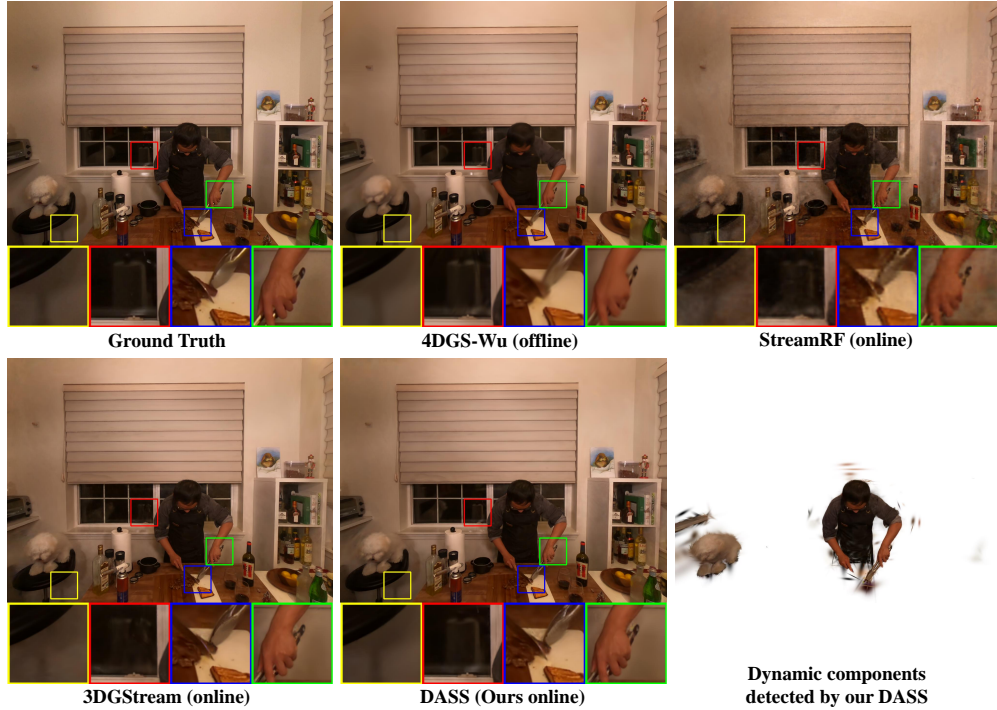 Ground Truth
4DGS-Wu (offline)
StreamRF (online)
3DGStream (online)
DASS (Ours online)
Dynamic components
detected by our DASS